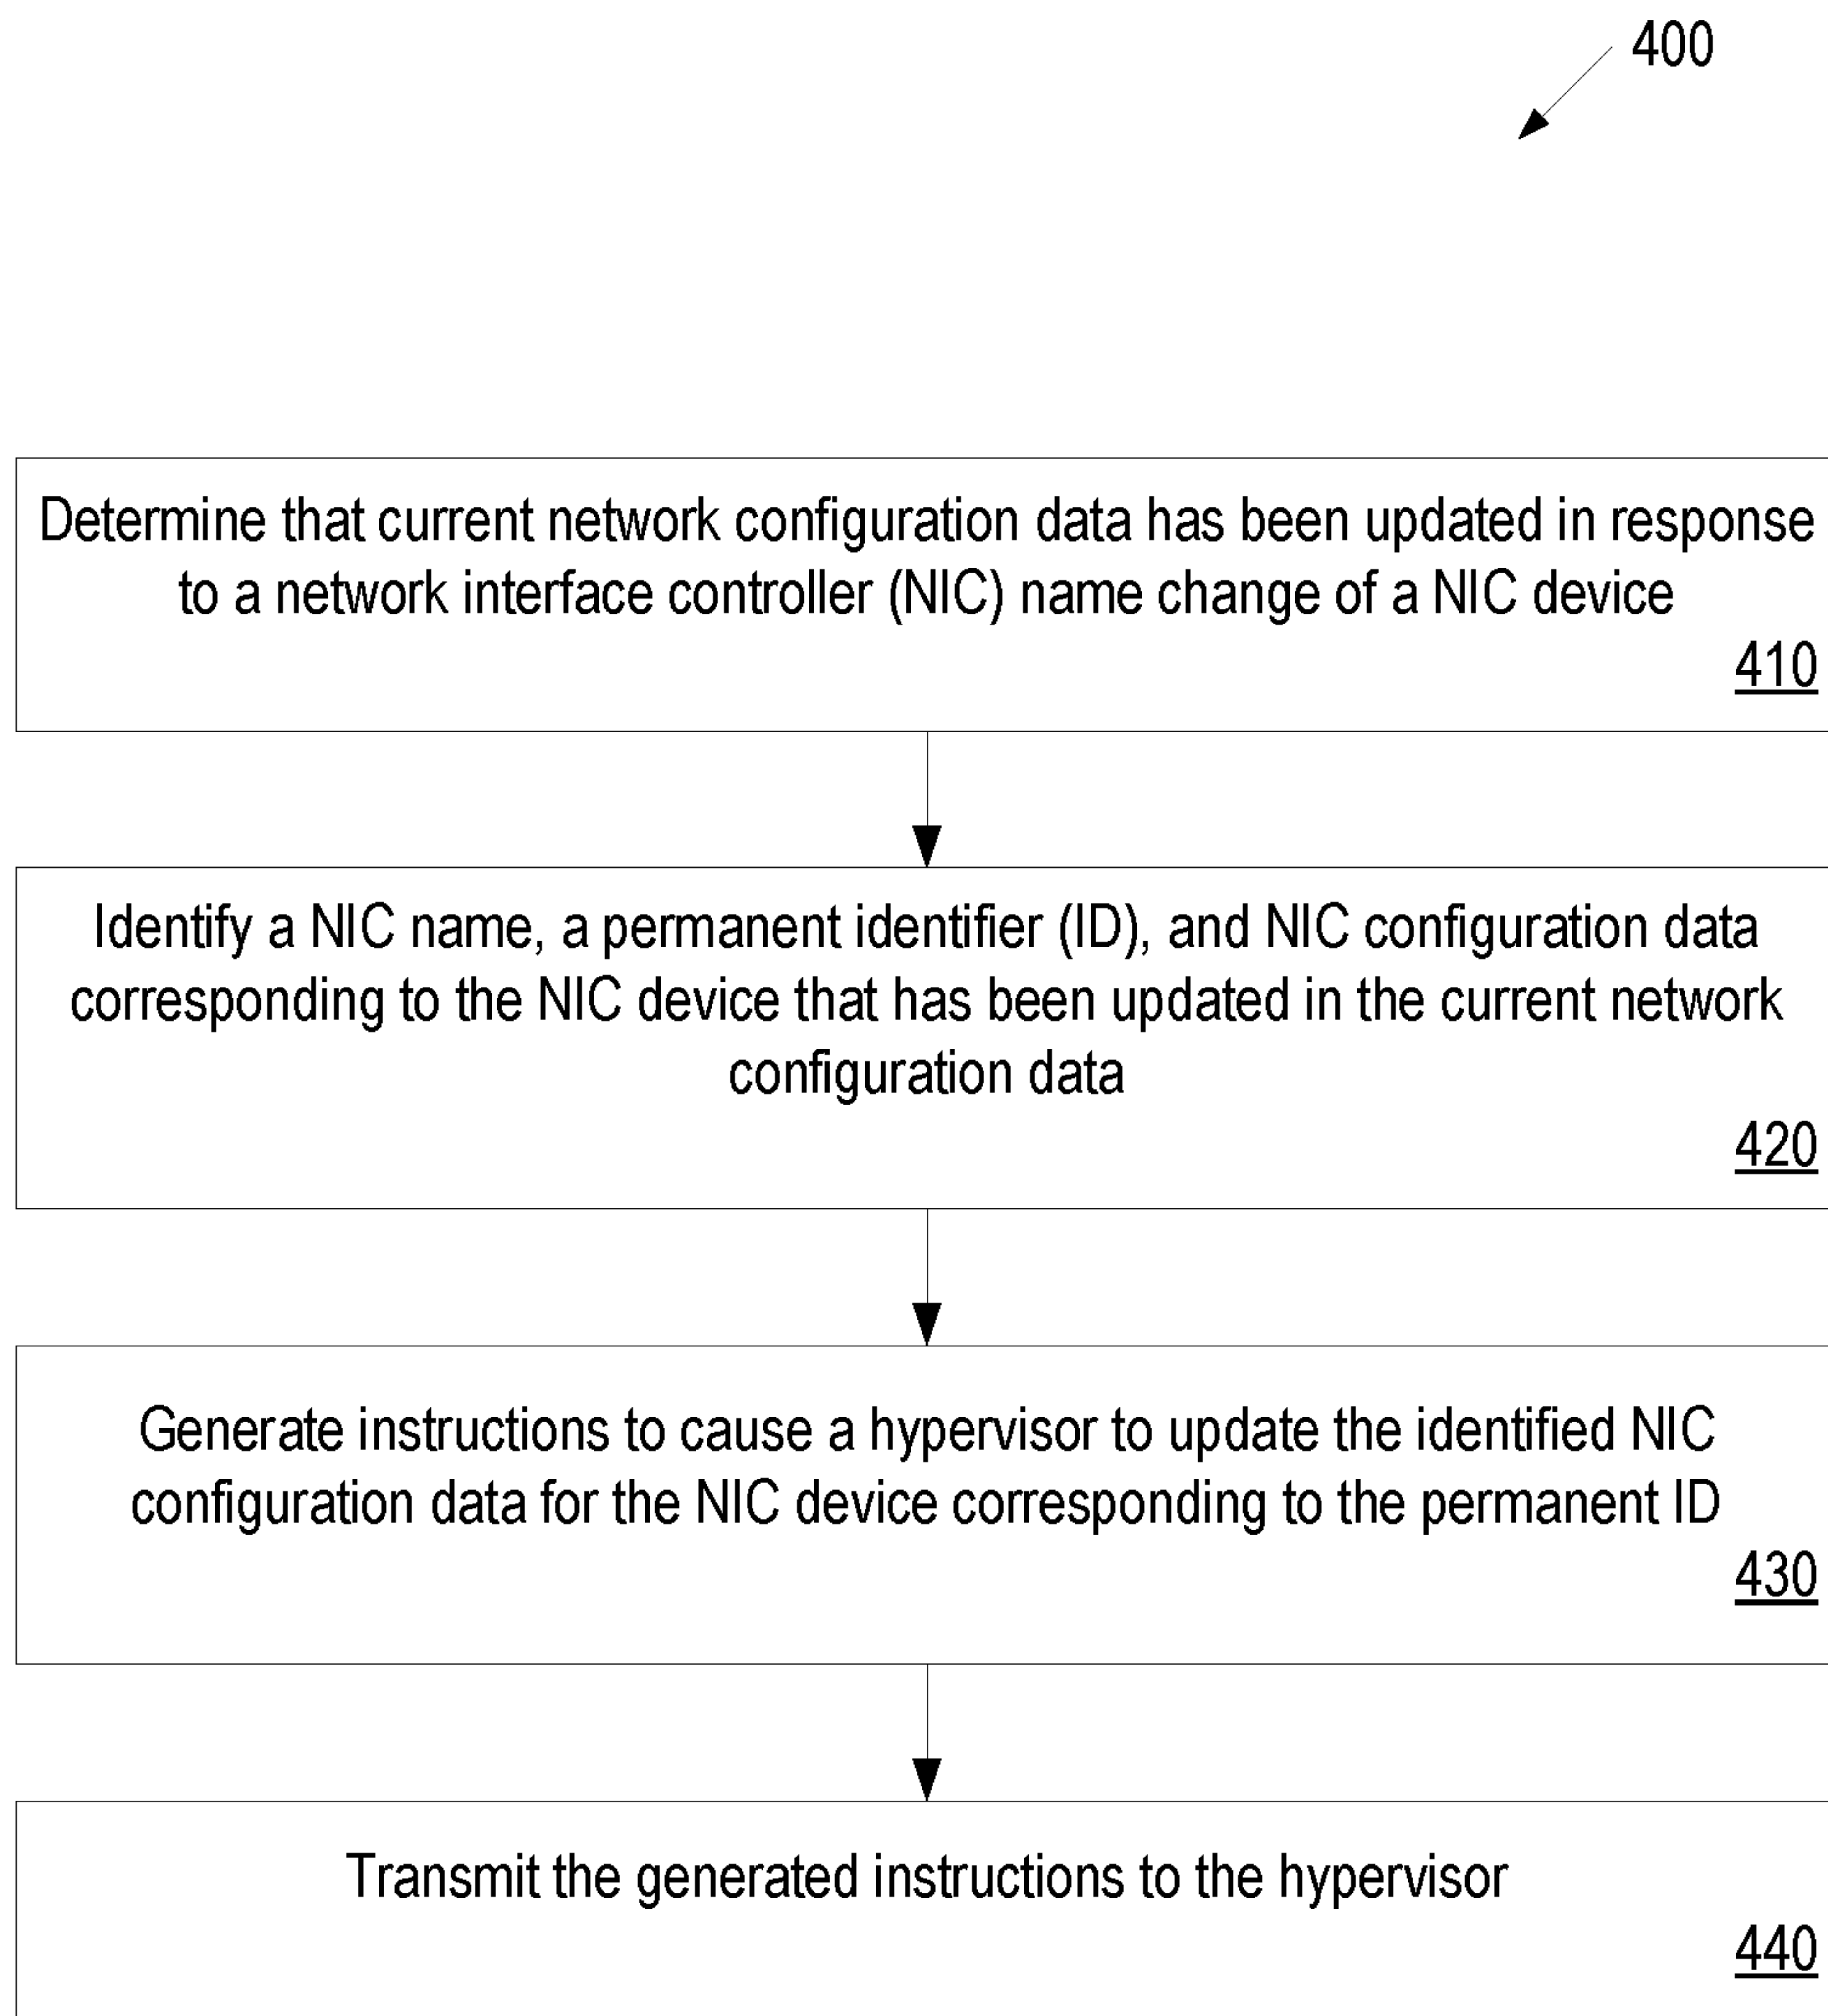 400
Determine that current network configuration data has been updated in response
to a network interface controller (NIC) name change of a NIC device
410
Identify a NIC name, a permanent identifier (ID), and NIC configuration data
corresponding to the NIC device that has been updated in the current network
configuration data
420
Generate instructions to cause a hypervisor to update the identified NIC
configuration data for the NIC device corresponding to the permanent ID
430
Transmit the generated instructions to the hypervisor
440